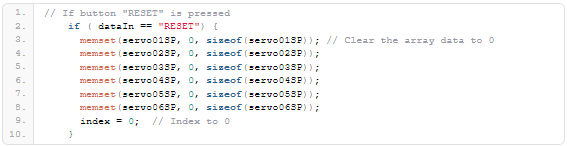 1. // If button "RESET" is pressed
2. if ( dataIn == "RESET") {
3. memset(servo01SP, 0, sizeof(servo01SP)); // Clear the array data to 0
4. memset(servo02SP, 0, sizeof(servo02SP));
5. memset(servo03SP, 0, sizeof(servo03SP));
6. memset(servo04SP, 0, sizeof(servo04SP));
7. memset(servo05SP, 0, sizeof(servo05SP));
8. memset(servo06SP, 0, sizeof(servo06SP));
9. index = 0; // Index to 0
10. }